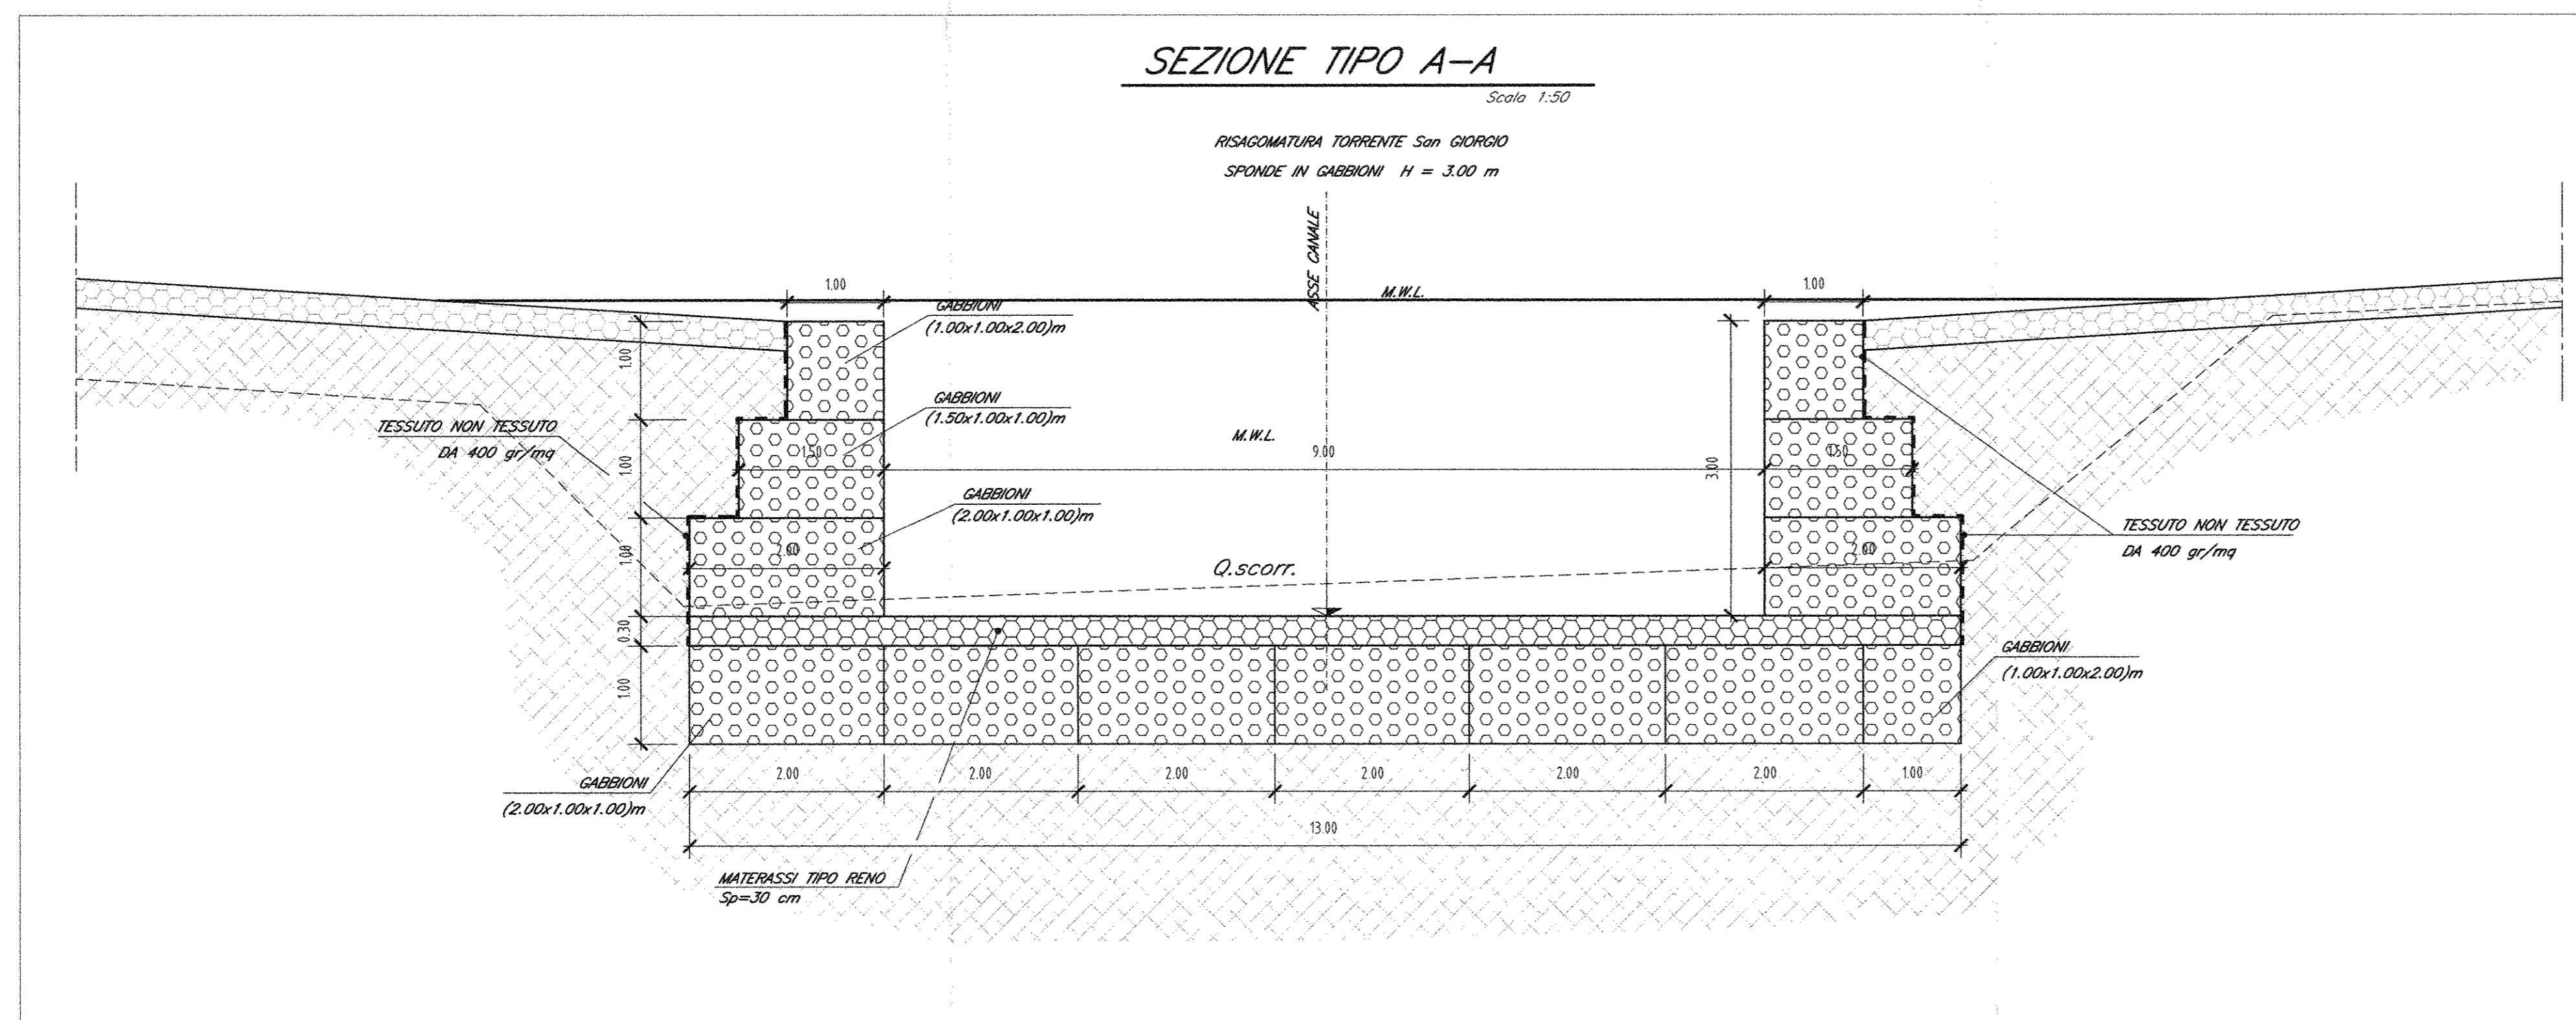 SEZIONE TIPO A-A
Scala 1:50
RISAGOMATURA TORRENTE San GIORGIO
SPONDE IN GABBIONI H = 3.00 m
ASSE CANALE
1.00
M.W.L.
1.00
GABBIONI
(1.00x1.00x2.00)m
1.00
GABBIONI
(1.50x1.00x1.00)m
TESSUTO NON TESSUTO
DA 400 gr/mq
1.00
1.50
M.W.L.
9.00
3.00
1.50
GABBIONI
(2.00x1.00x1.00)m
TESSUTO NON TESSUTO
DA 400 gr/mq
1.00
2.00
Q.scorr.
2.00
0.30
1.00
GABBIONI
(1.00x1.00x2.00)m
GABBIONI
(2.00x1.00x1.00)m
2.00
2.00
2.00
2.00
2.00
2.00
1.00
13.00
MATERASSI TIPO RENO
Sp=30 cm